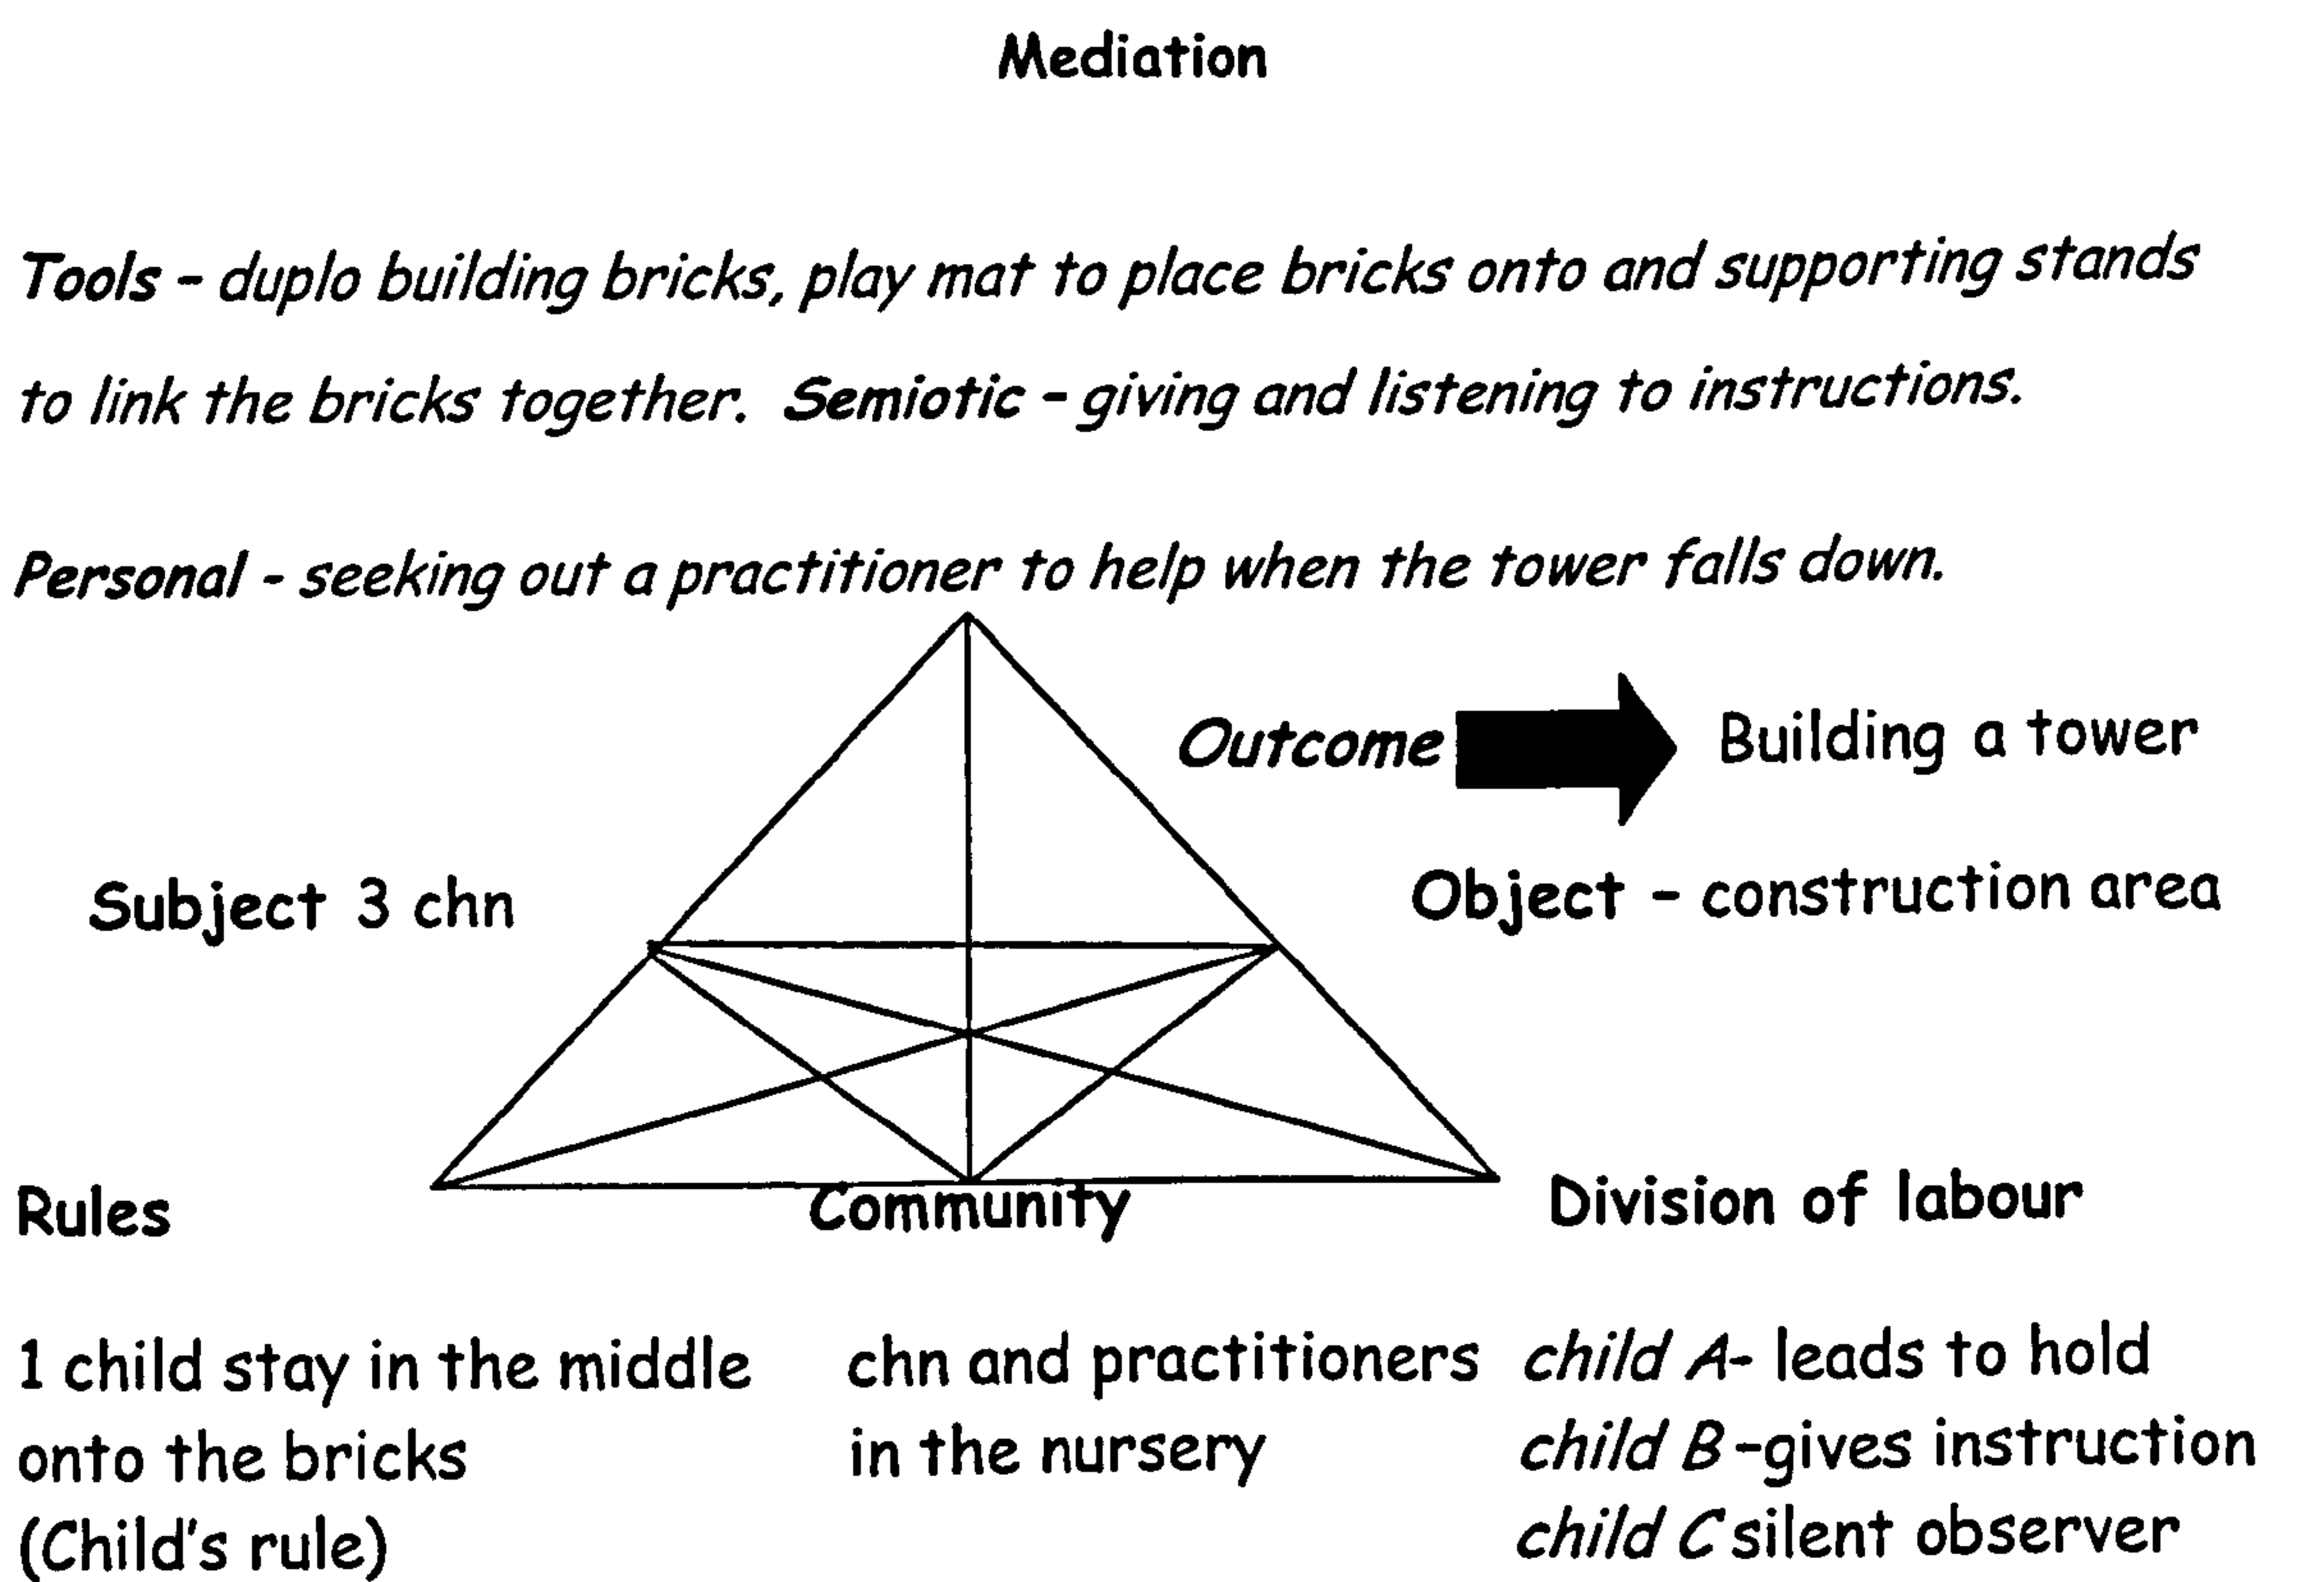 Mediation
Tools - duplo building bricks, play mat to place bricks onto and supporting stands
to link the bricks together. Semiotic - giving and listening to instructions.
Personal - seeking out a practitioner to help when the tower falls down.
Outcome Building a tower
Subject 3 chn
Object - construction area
Rules
Community
Division of labour
1 child stay in the middle
onto the bricks
(Child's rule)
chn and practitioners
in the nursery
child A- leads to hold
child B -gives instruction
child C silent observer